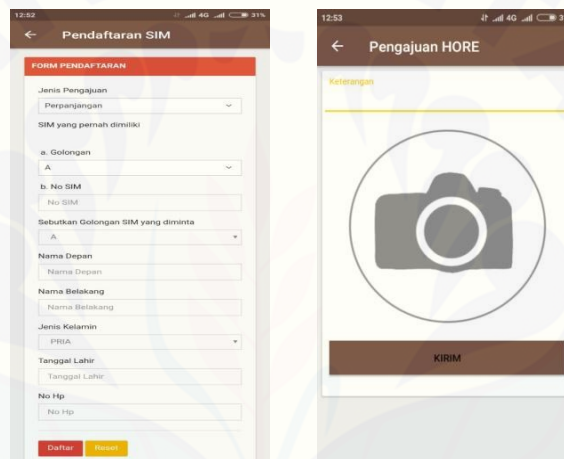 12:52
4G
31%
Pendaftaran SIM
FORM PENDAFTARAN
Jenis Pengajuan
Perpanjangan
SIM yang pernah dimiliki
a. Golongan
A
b. No SIM
No SIM
Sebutkan Golongan SIM yang diminta
A
Nama Depan
Nama Depan
Nama Belakang
Nama Belakang
Jenis Kelamin
PRIA
Tanggal Lahir
Tanggal Lahir
No Hp
No Hp
Daftar
Reset
12:53
4G
Pengajuan HORE
Keterangan
KIRIM